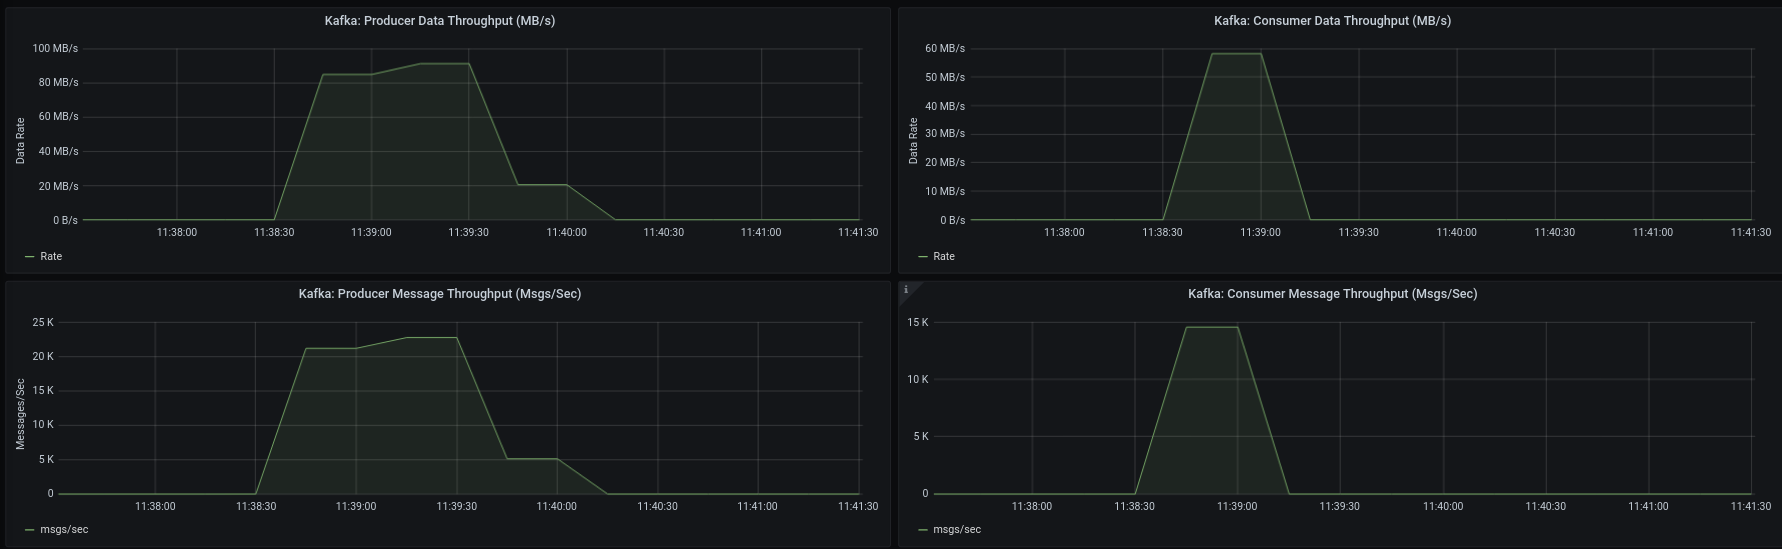 Kafka: Producer Data Throughput (MB/s)
100 MB/s
80 MB/s
60 MB/s
40 MB/s
20 MB/s
0 B/s
Data Rate
11:38:00 11:38:30 11:39:00 11:39:30 11:40:00 11:40:30 11:41:00 11:41:30
Rate
Kafka: Consumer Data Throughput (MB/s)
60 MB/s
50 MB/s
40 MB/s
30 MB/s
20 MB/s
10 MB/s
0 B/s
Data Rate
11:38:00 11:38:30 11:39:00 11:39:30 11:40:00 11:40:30 11:41:00 11:41:30
Rate
Kafka: Producer Message Throughput (Msgs/Sec)
25 K
20 K
15 K
10 K
5 K
0
Messages/Sec
11:38:00 11:38:30 11:39:00 11:39:30 11:40:00 11:40:30 11:41:00 11:41:30
msgs/sec
i
Kafka: Consumer Message Throughput (Msgs/Sec)
15 K
10 K
5 K
0
11:38:00 11:38:30 11:39:00 11:39:30 11:40:00 11:40:30 11:41:00 11:41:30
msgs/sec